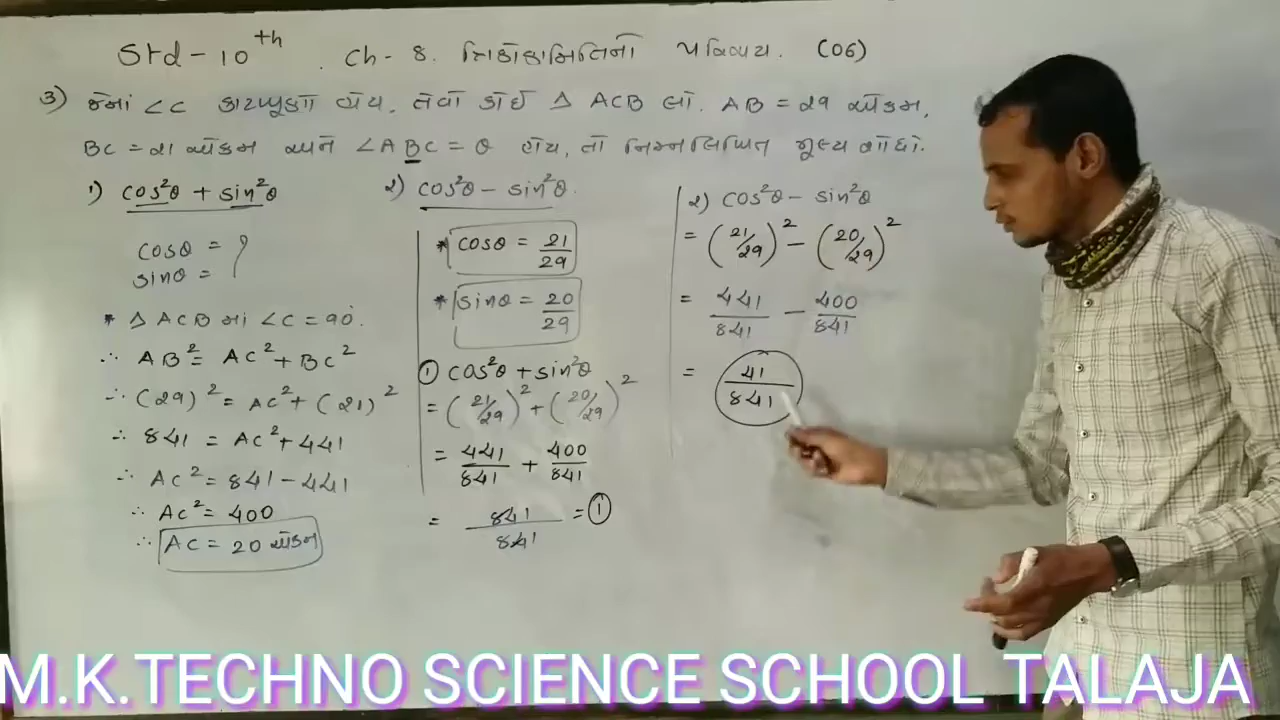 Std - 10th . Ch - 8. ત્રિકોણમિતિનો પરિચય. (06)
3) જેમાં ∠C કાટખૂણો હોય, તેવો કોઈ △ ACB લો. AB = 29 એકમ,
BC = 21 એકમ અને ∠ABC = θ હોય, તો નિમ્નલિખિત મૂલ્ય શોધો.
1) cos²θ + sin²θ
2) cos²θ - sin²θ.
cosθ = ?
sinθ =
* △ ACB માં ∠C = 90.
∴ AB² = AC² + BC²
∴ (29)² = AC² + (21)²
∴ 841 = AC² + 441
∴ AC² = 841 - 441
∴ AC² = 400
∴ AC = 20 એકમ
* cosθ = 21/29
* sinθ = 20/29
① cos²θ + sin²θ
= (21/29)² + (20/29)²
= 441/841 + 400/841
= 841/841 = ①
2) cos²θ - sin²θ
= (21/29)² - (20/29)²
= 441/841 - 400/841
= 41/841
M.K.TECHNO SCIENCE SCHOOL TALAJA